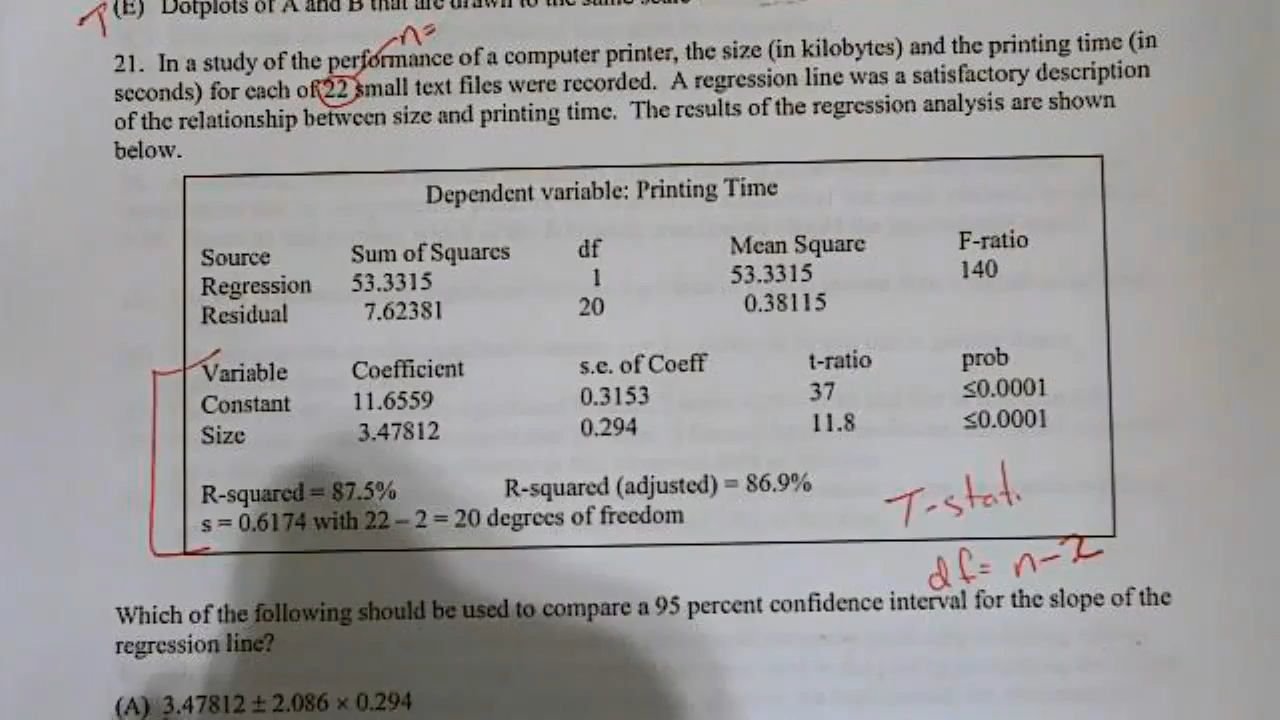 (E) Dotplots of A and B that are drawn to the same scale
T
n=
21. In a study of the performance of a computer printer, the size (in kilobytes) and the printing time (in
seconds) for each of 22 small text files were recorded. A regression line was a satisfactory description
of the relationship between size and printing time. The results of the regression analysis are shown
below.
Dependent variable: Printing Time
Source Sum of Squares df Mean Square F-ratio
Regression 53.3315 1 53.3315 140
Residual 7.62381 20 0.38115
Variable Coefficient s.e. of Coeff t-ratio prob
Constant 11.6559 0.3153 37 ≤0.0001
Size 3.47812 0.294 11.8 ≤0.0001
R-squared = 87.5% R-squared (adjusted) = 86.9%
s = 0.6174 with 22 – 2 = 20 degrees of freedom
T-stat.
df= n-2
Which of the following should be used to compare a 95 percent confidence interval for the slope of the
regression line?
(A) 3.47812 ± 2.086 × 0.294